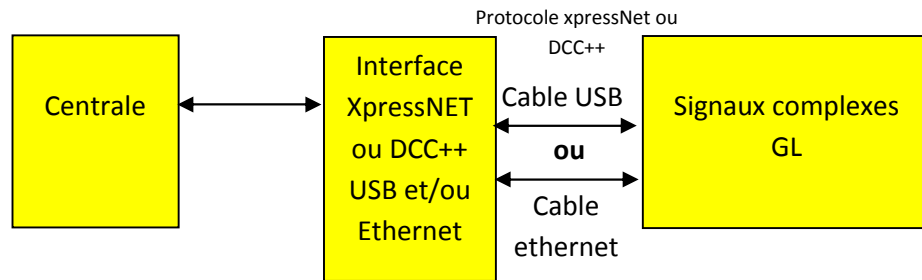 Protocole xpressNet ou
DCC++
Centrale
Interface
XpressNET
ou DCC++
USB et/ou
Ethernet
Cable USB
ou
Cable
ethernet
Signaux complexes
GL